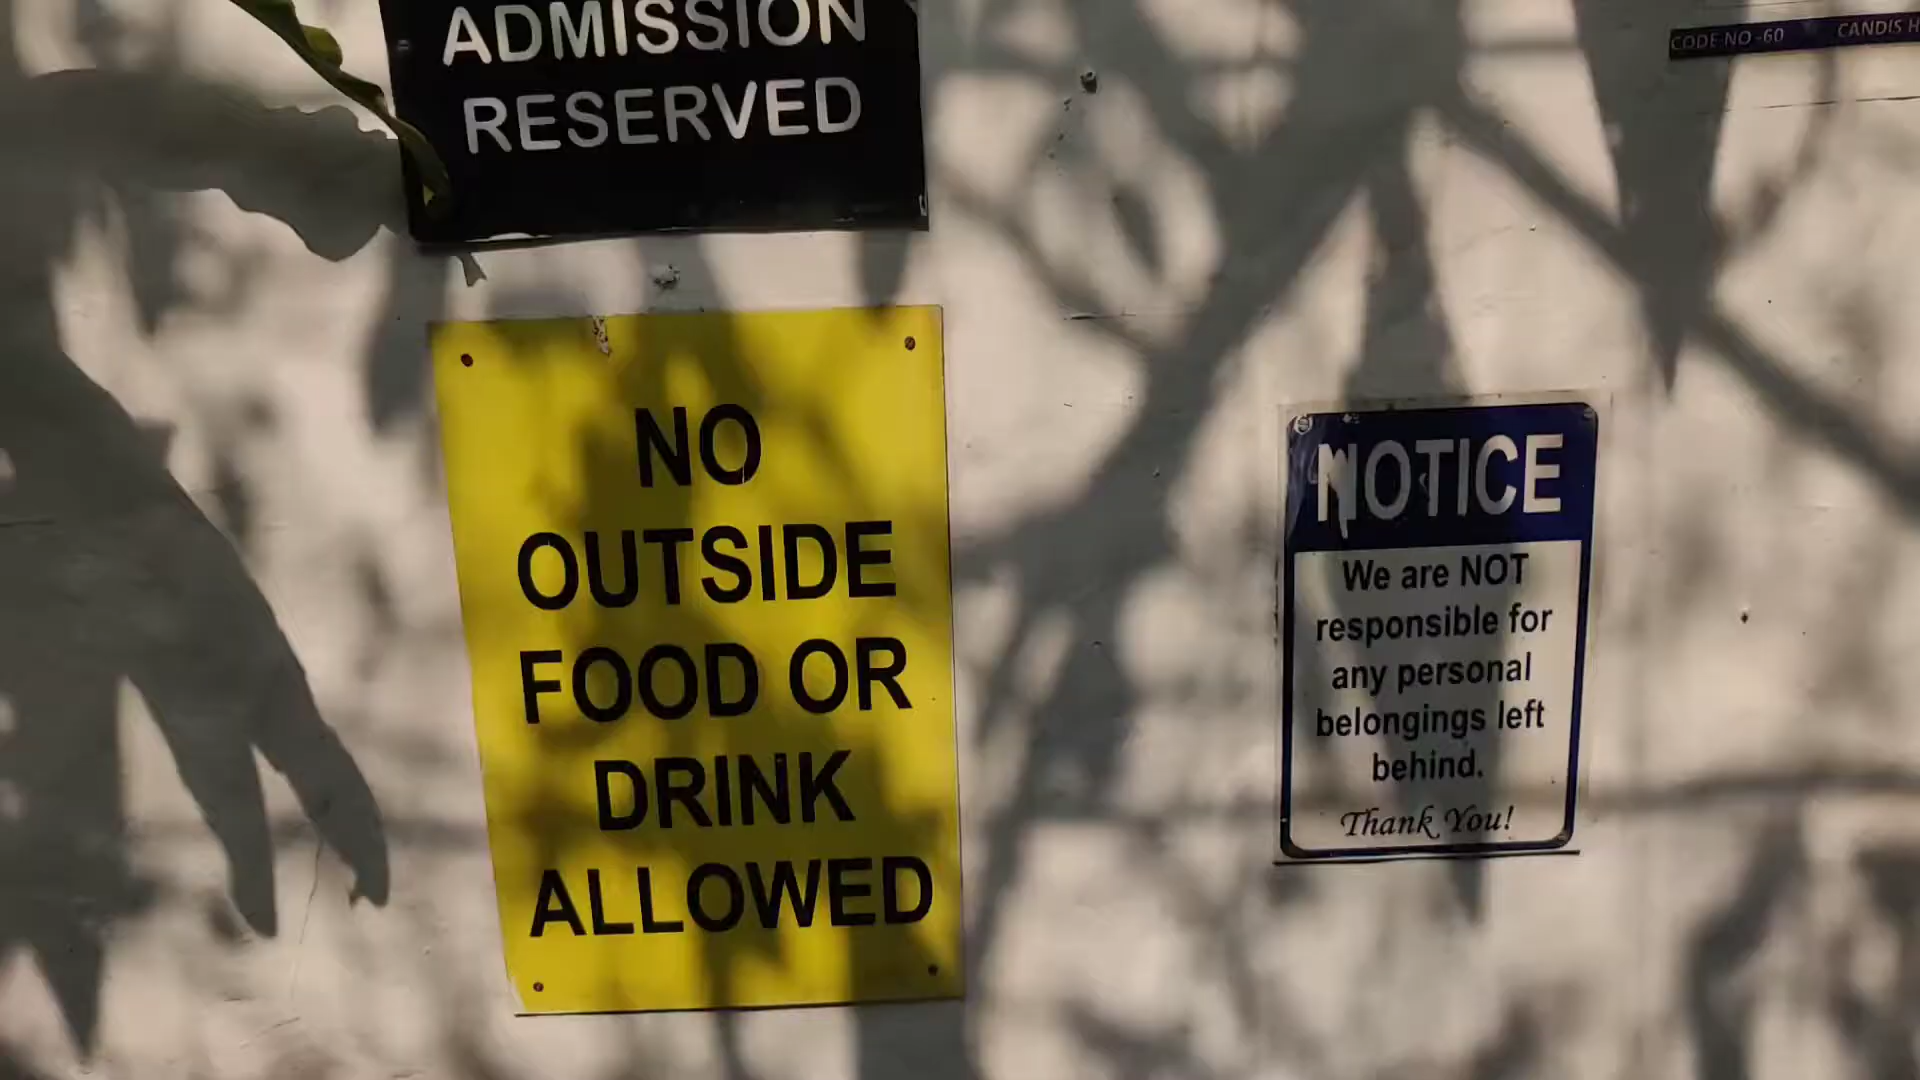 ADMISSION
RESERVED
CODE NO-60 CANDIS H
NO
OUTSIDE
FOOD OR
DRINK
ALLOWED
NOTICE
We are NOT
responsible for
any personal
belongings left
behind.
Thank You!